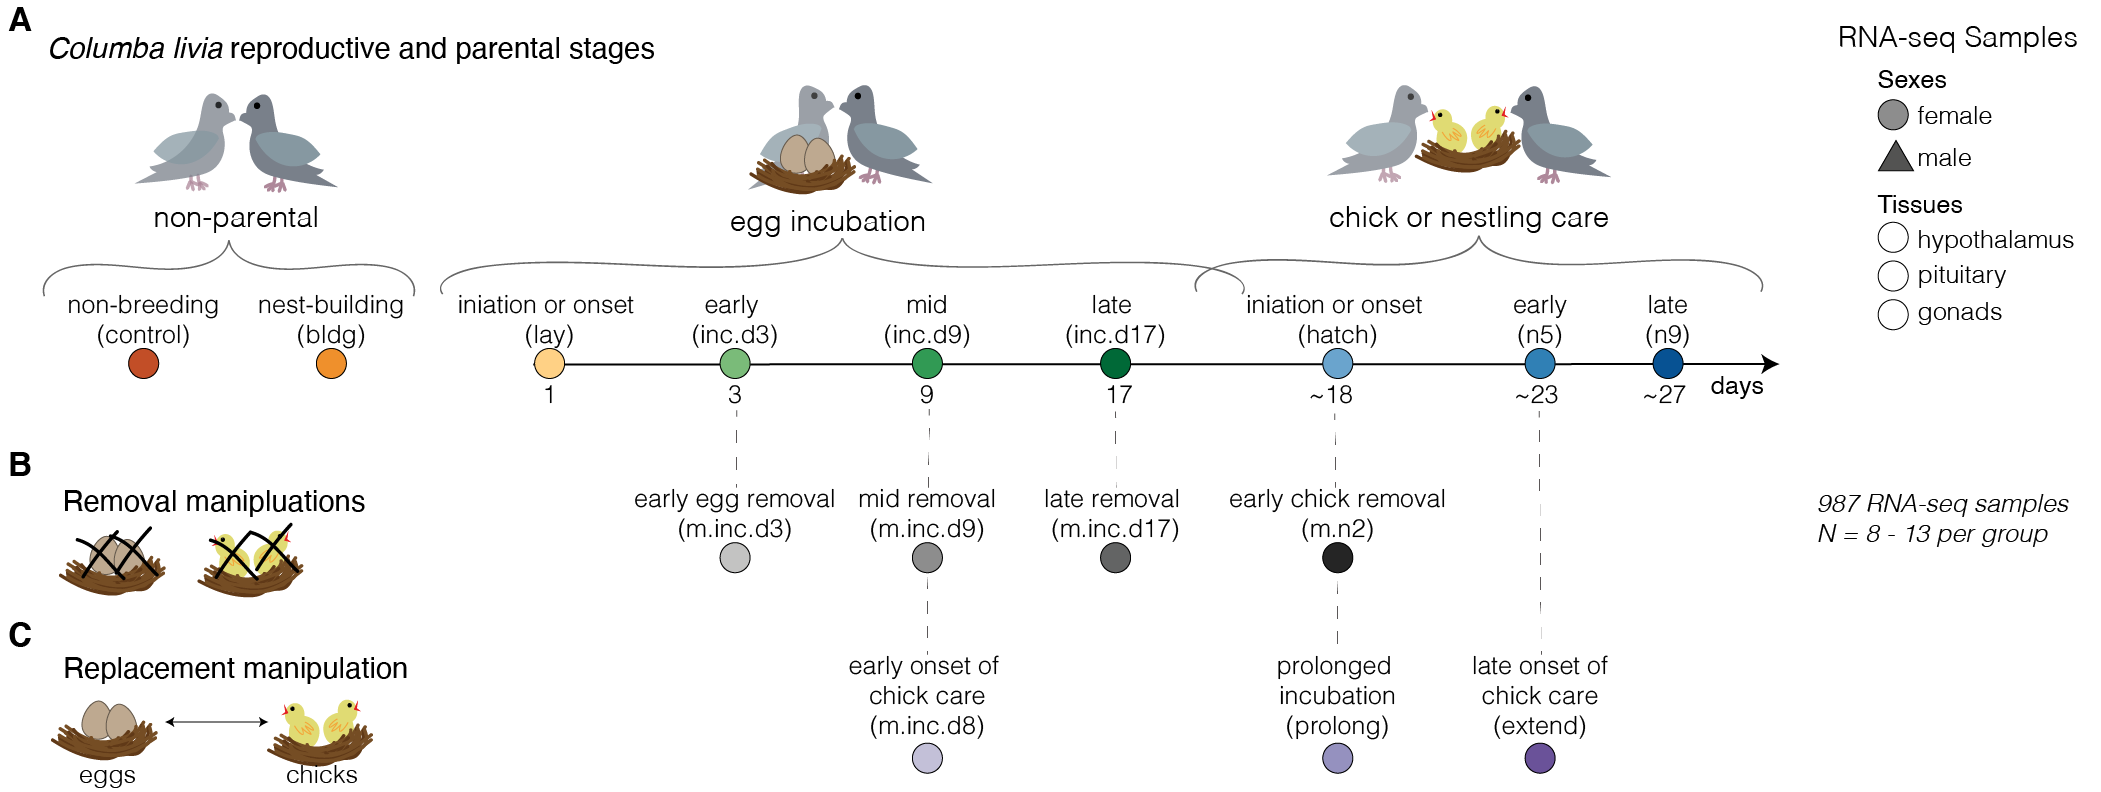 A
Columba livia reproductive and parental stages
RNA-seq Samples
Sexes
female
male
Tissues
hypothalamus
pituitary
gonads
non-parental
egg incubation
chick or nestling care
non-breeding
(control)
nest-building
(bldg)
iniation or onset
(lay)
early
(inc.d3)
mid
(inc.d9)
late
(inc.d17)
iniation or onset
(hatch)
early
(n5)
late
(n9)
1
3
9
17
~18
~23
~27
days
B
Removal manipluations
early egg removal
(m.inc.d3)
mid removal
(m.inc.d9)
late removal
(m.inc.d17)
early chick removal
(m.n2)
987 RNA-seq samples
N = 8 - 13 per group
C
Replacement manipulation
eggs
chicks
early onset of
chick care
(m.inc.d8)
prolonged
incubation
(prolong)
late onset of
chick care
(extend)